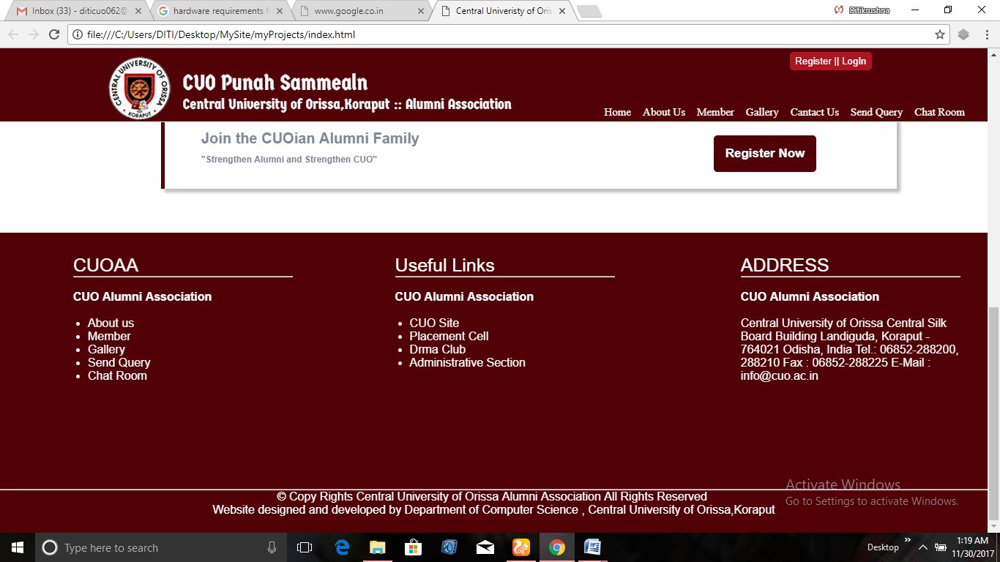 Inbox (33) - diticuo062@
hardware requirements f
www.google.co.in
Central Univeristy of Oris
Ditikrushna
file:///C:/Users/DITI/Desktop/MySite/myProjects/index.html
Register || LogIn
CENTRAL UNIVERSITY OF ORISSA
KORAPUT
CUO Punah Sammealn
Central University of Orissa,Koraput :: Alumni Association
Home About Us Member Gallery Cantact Us Send Query Chat Room
Join the CUOian Alumni Family
"Strengthen Alumni and Strengthen CUO"
Register Now
CUOAA
CUO Alumni Association
• About us
• Member
• Gallery
• Send Query
• Chat Room
Useful Links
CUO Alumni Association
• CUO Site
• Placement Cell
• Drma Club
• Administrative Section
ADDRESS
CUO Alumni Association
Central University of Orissa Central Silk
Board Building Landiguda, Koraput -
764021 Odisha, India Tel.: 06852-288200,
288210 Fax : 06852-288225 E-Mail :
info@cuo.ac.in
Activate Windows
Go to Settings to activate Windows.
© Copy Rights Central University of Orissa Alumni Association All Rights Reserved
Website designed and developed by Department of Computer Science , Central University of Orissa,Koraput
Type here to search
Desktop
1:19 AM
11/30/2017